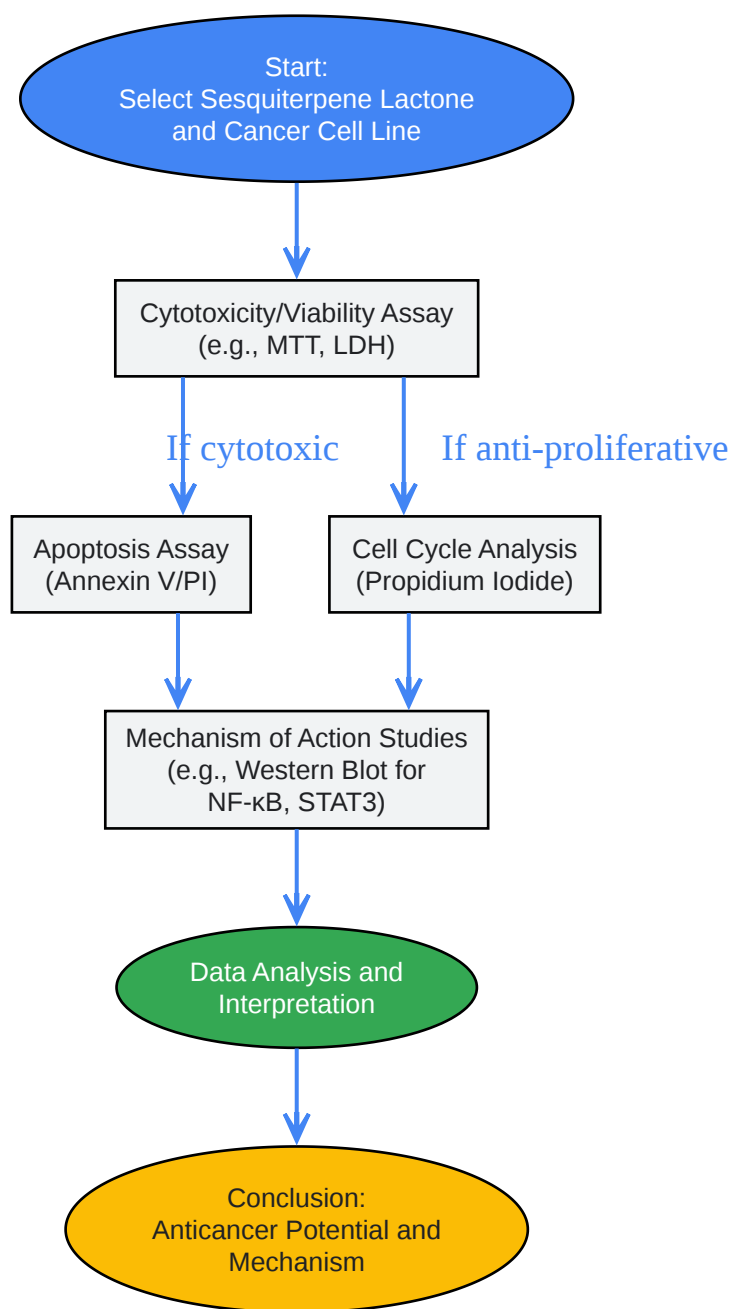 Start:
Select Sesquiterpene Lactone
and Cancer Cell Line
Cytotoxicity/Viability Assay
(e.g., MTT, LDH)
If cytotoxic
If anti-proliferative
Apoptosis Assay
(Annexin V/PI)
Cell Cycle Analysis
(Propidium Iodide)
Mechanism of Action Studies
(e.g., Western Blot for
NF-κB, STAT3)
Data Analysis and
Interpretation
Conclusion:
Anticancer Potential and
Mechanism